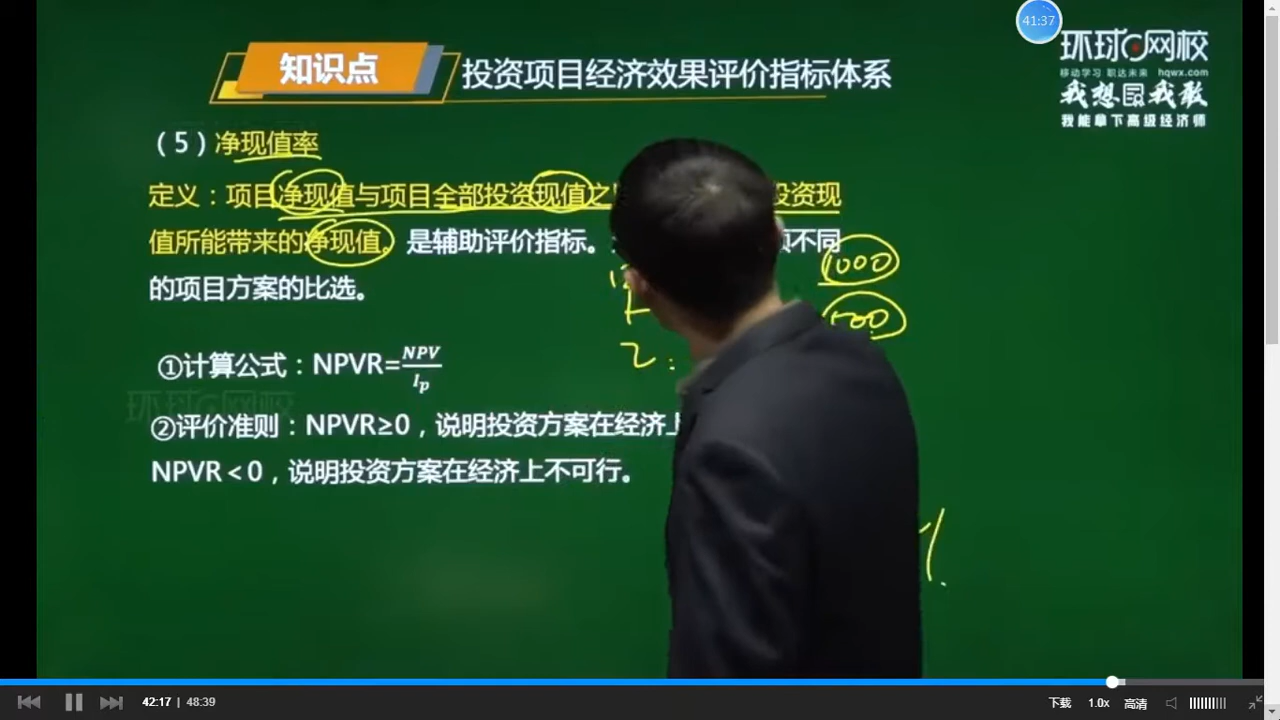 41:37
环球网校
移动学习 职达未来 hqwx.com
我想 我敢
我能拿下高级经济师
知识点
投资项目经济效果评价指标体系
（5）净现值率
定义：项目净现值与项目全部投资现值之 投资现
值所能带来的净现值。是辅助评价指标。 不同
的项目方案的比选。
1000
500
2:
①计算公式：NPVR=NPV/Ip
②评价准则：NPVR≥0，说明投资方案在经济上
NPVR＜0，说明投资方案在经济上不可行。
环球网校
42:17 | 48:39
下载 1.0x 高清